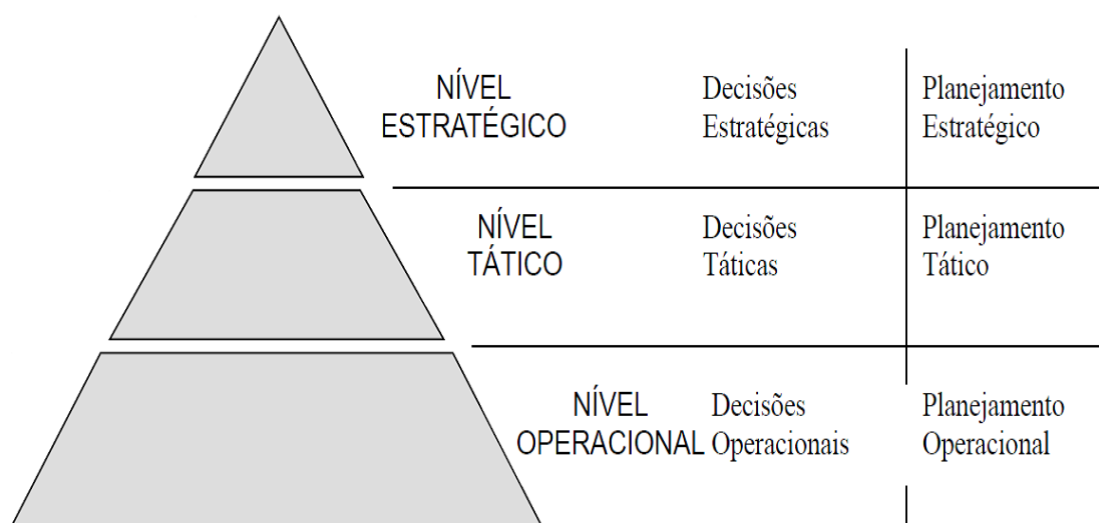 NÍVEL
ESTRATÉGICO
Decisões
Estratégicas
Planejamento
Estratégico
NÍVEL
TÁTICO
Decisões
Táticas
Planejamento
Tático
NÍVEL
OPERACIONAL
Decisões
Operacionais
Planejamento
Operacional